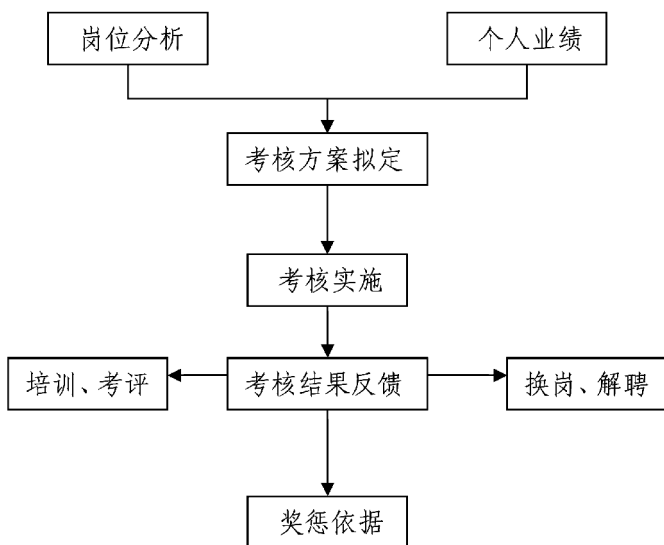 岗位分析
个人业绩
考核方案拟定
考核实施
培训、考评
考核结果反馈
换岗、解聘
奖惩依据